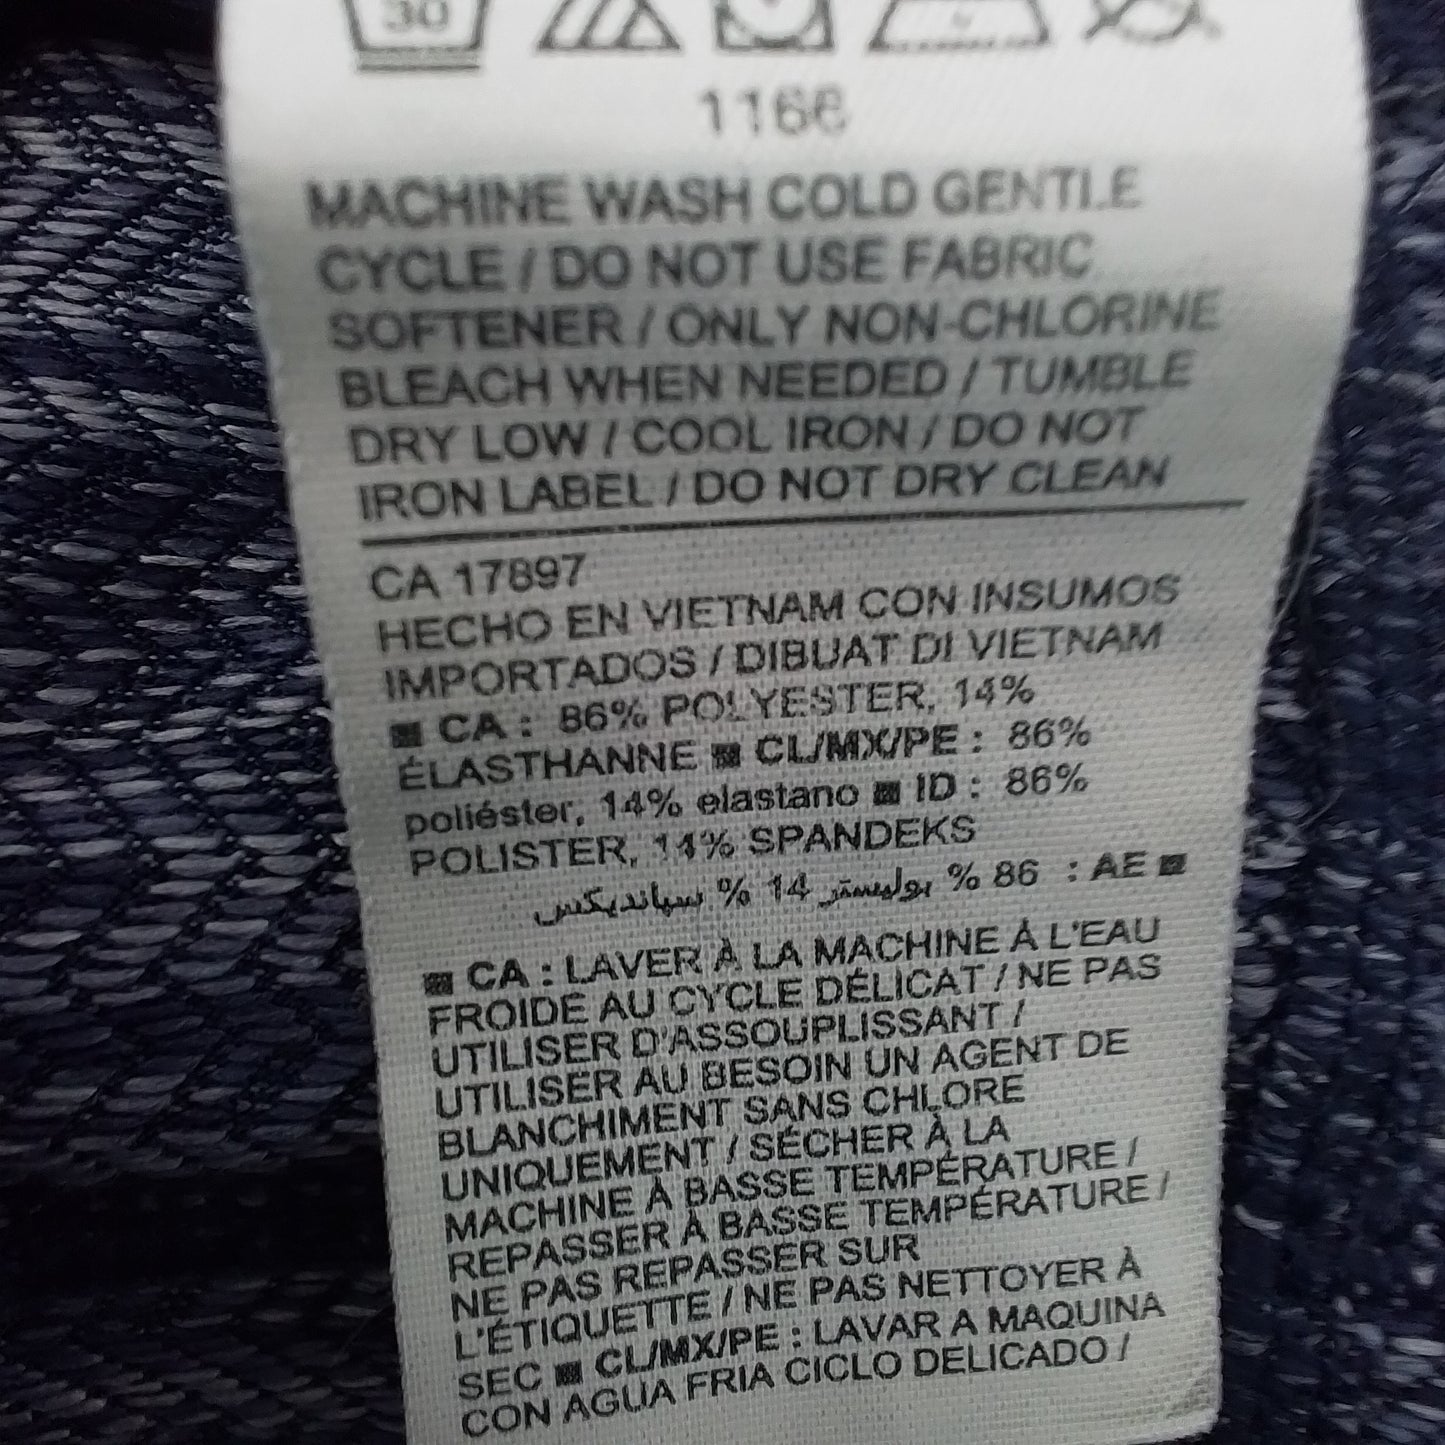 30
1166
MACHINE WASH COLD GENTLE
CYCLE / DO NOT USE FABRIC
SOFTENER / ONLY NON-CHLORINE
BLEACH WHEN NEEDED / TUMBLE
DRY LOW / COOL IRON / DO NOT
IRON LABEL / DO NOT DRY CLEAN
CA 17897
HECHO EN VIETNAM CON INSUMOS
IMPORTADOS / DIBUAT DI VIETNAM
■ CA : 86% POLYESTER, 14%
ÉLASTHANNE ■ CL/MX/PE : 86%
poliéster, 14% elastano ■ ID : 86%
POLISTER, 14% SPANDEKS
■ AE : 86 % بوليستر 14 % سباندیکس
■ CA : LAVER À LA MACHINE À L'EAU
FROIDE AU CYCLE DÉLICAT / NE PAS
UTILISER D'ASSOUPLISSANT /
UTILISER AU BESOIN UN AGENT DE
BLANCHIMENT SANS CHLORE
UNIQUEMENT / SÉCHER À LA
MACHINE À BASSE TEMPÉRATURE /
REPASSER À BASSE TEMPÉRATURE /
NE PAS REPASSER SUR
L'ÉTIQUETTE / NE PAS NETTOYER À
SEC ■ CL/MX/PE : LAVAR A MAQUINA
CON AGUA FRIA CICLO DELICADO /